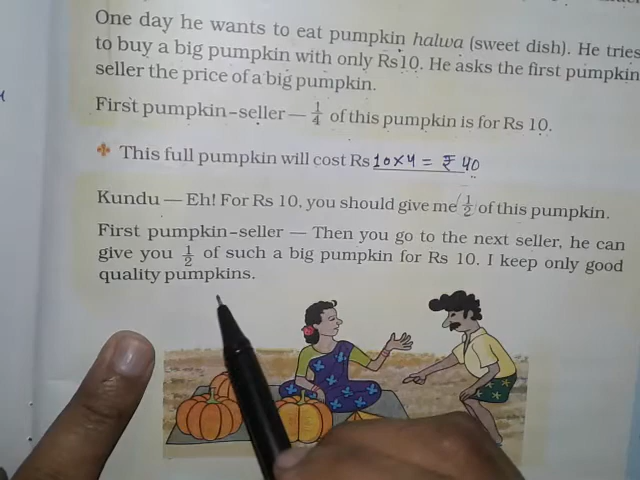 One day he wants to eat pumpkin halwa (sweet dish). He tries
to buy a big pumpkin with only Rs10. He asks the first pumpkin
seller the price of a big pumpkin.
First pumpkin-seller — 1/4 of this pumpkin is for Rs 10.
This full pumpkin will cost Rs 10×4 = ₹ 40
Kundu — Eh! For Rs 10, you should give me 1/2 of this pumpkin.
First pumpkin-seller — Then you go to the next seller, he can
give you 1/2 of such a big pumpkin for Rs 10. I keep only good
quality pumpkins.